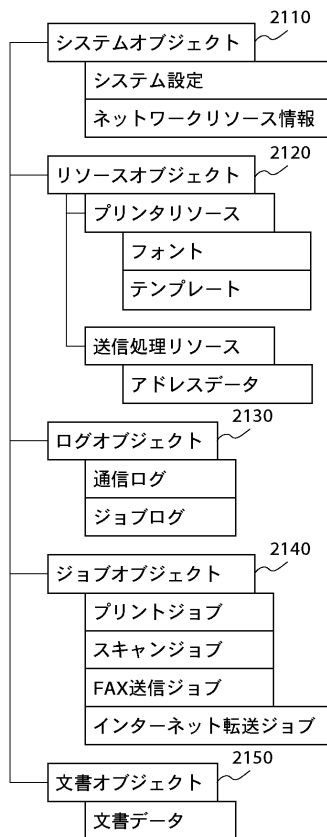 2110
システムオブジェクト
システム設定
ネットワークリソース情報
2120
リソースオブジェクト
プリンタリソース
フォント
テンプレート
送信処理リソース
アドレスデータ
2130
ログオブジェクト
通信ログ
ジョブログ
2140
ジョブオブジェクト
プリントジョブ
スキャンジョブ
FAX送信ジョブ
インターネット転送ジョブ
2150
文書オブジェクト
文書データ